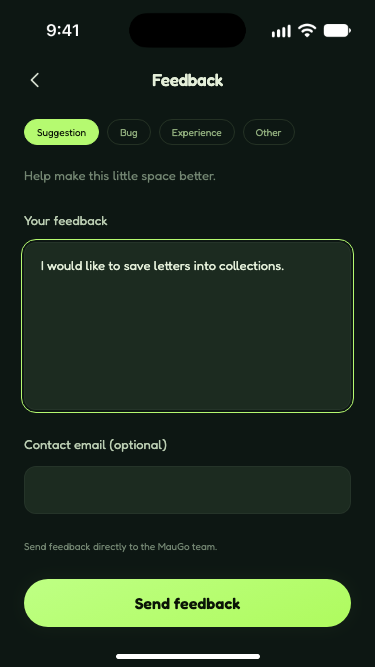 9:41
Feedback
Suggestion Bug Experience Other
Help make this little space better.
Your feedback
I would like to save letters into collections.
Contact email (optional)
Send feedback directly to the MauGo team.
Send feedback